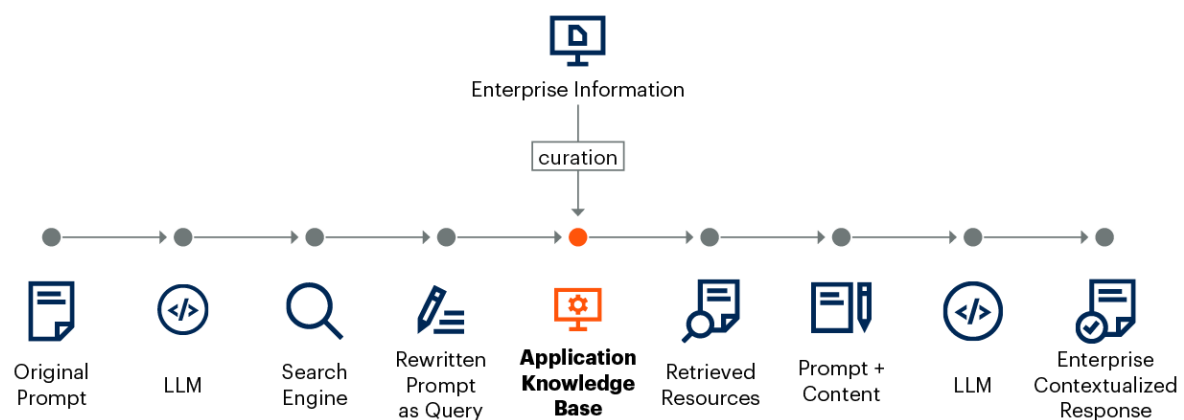 Enterprise Information
curation
</>
</>
Original
Prompt
LLM
Search
Engine
Rewritten
Prompt
as Query
Application
Knowledge
Base
Retrieved
Resources
Prompt +
Content
LLM
Enterprise
Contextualized
Response